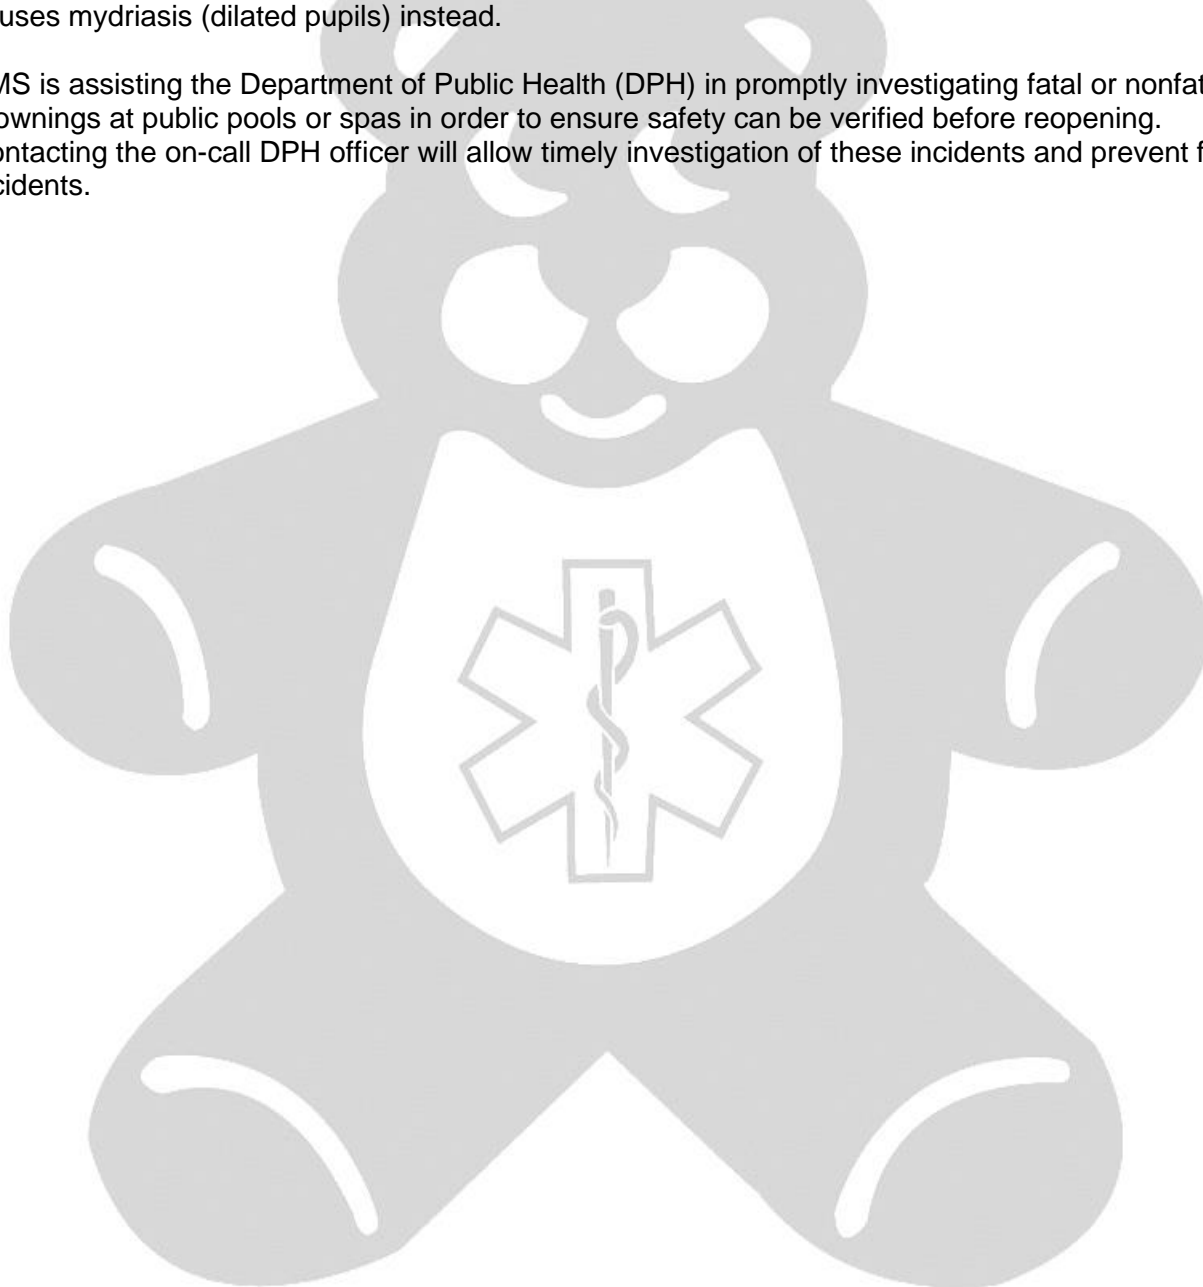 uses mydriasis (dilated pupils) instead.
MS is assisting the Department of Public Health (DPH) in promptly investigating fatal or nonfat
ownings at public pools or spas in order to ensure safety can be verified before reopening.
ontacting the on-call DPH officer will allow timely investigation of these incidents and prevent f
cidents.